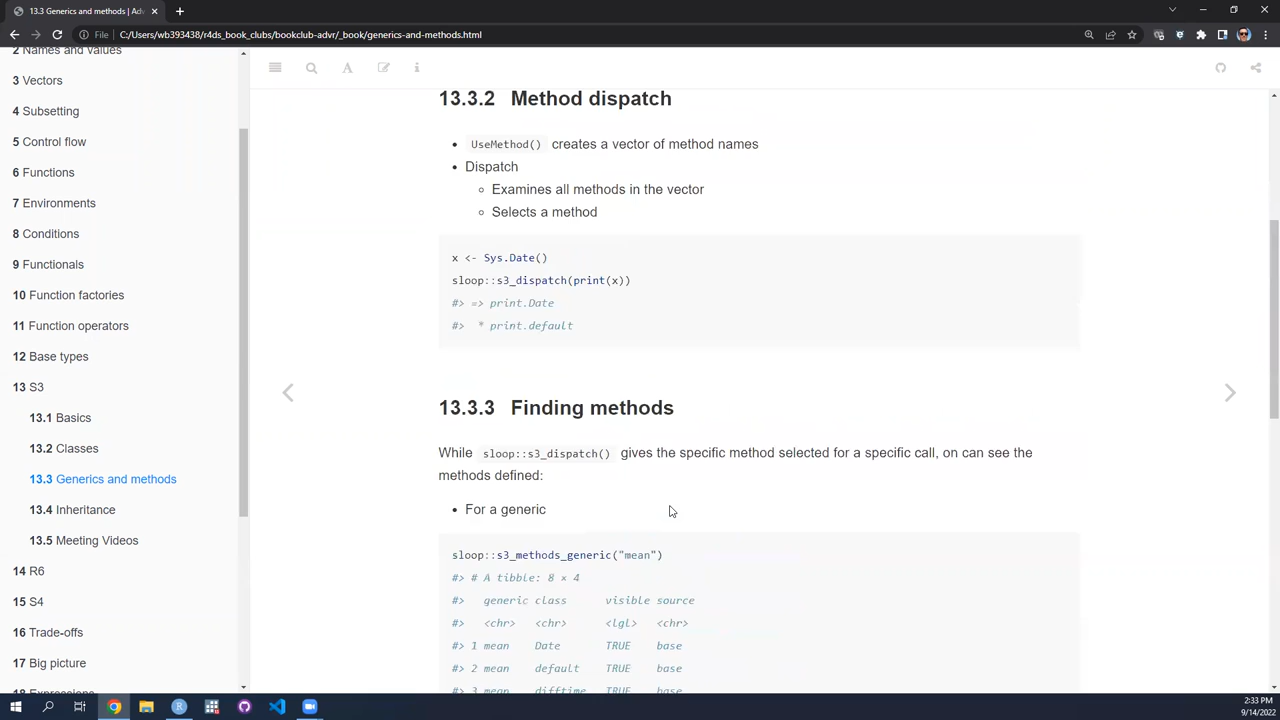 13.3 Generics and methods | Adv
File
C:/Users/wb393438/r4ds_book_clubs/bookclub-advr/_book/generics-and-methods.html
2 Names and values
3 Vectors
4 Subsetting
5 Control flow
6 Functions
7 Environments
8 Conditions
9 Functionals
10 Function factories
11 Function operators
12 Base types
13 S3
13.1 Basics
13.2 Classes
13.3 Generics and methods
13.4 Inheritance
13.5 Meeting Videos
14 R6
15 S4
16 Trade-offs
17 Big picture
18 Expressions
13.3.2 Method dispatch
UseMethod() creates a vector of method names
Dispatch
Examines all methods in the vector
Selects a method
x <- Sys.Date()
sloop::s3_dispatch(print(x))
#> => print.Date
#>  * print.default
13.3.3 Finding methods
While sloop::s3_dispatch() gives the specific method selected for a specific call, on can see the
methods defined:
For a generic
sloop::s3_methods_generic("mean")
#> # A tibble: 8 × 4
#>   generic class      visible source
#>   <chr>   <chr>      <lgl>   <chr>
#> 1 mean    Date       TRUE    base
#> 2 mean    default    TRUE    base
#> 3 mean    difftime   TRUE    base
2:33 PM
9/14/2022